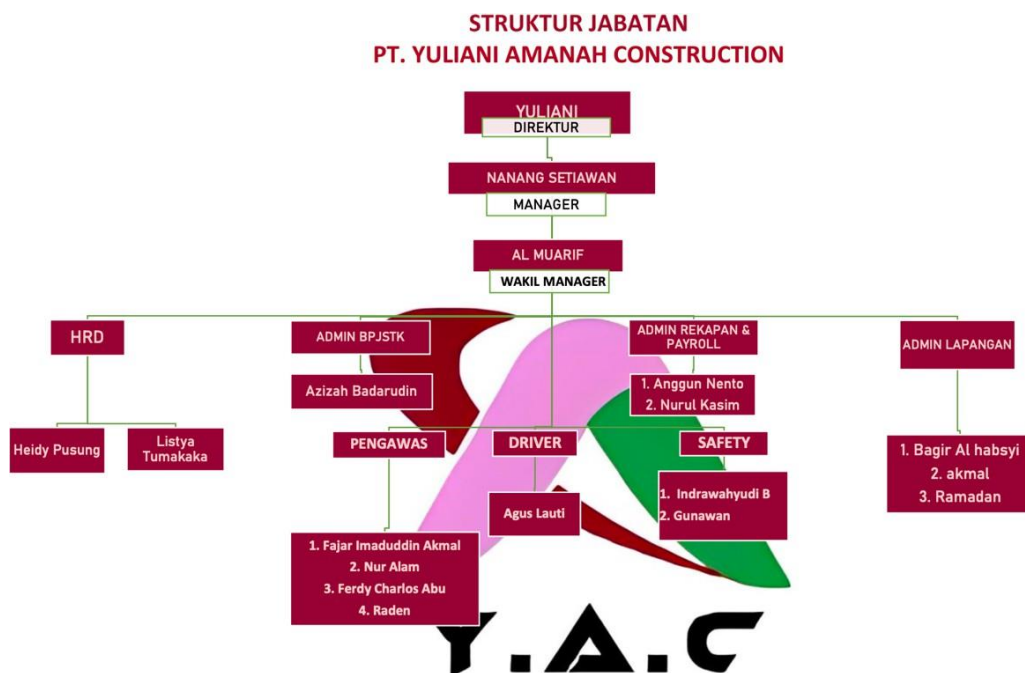 STRUKTUR JABATAN
PT. YULIANI AMANAH CONSTRUCTION
YULIANI
DIREKTUR
NANANG SETIAWAN
MANAGER
AL MUARIF
WAKIL MANAGER
HRD
ADMIN BPJSTK
ADMIN REKAPAN &
PAYROLL
ADMIN LAPANGAN
Azizah Badarudin
1. Anggun Nento
2. Nurul Kasim
Heidy Pusung
Listya
Tumakaka
PENGAWAS
DRIVER
SAFETY
1. Bagir Al habsyi
2. akmal
3. Ramadan
Agus Lauti
1. Indrawahyudi B
2. Gunawan
1. Fajar Imaduddin Akmal
2. Nur Alam
3. Ferdy Charlos Abu
4. Raden
Y.A.C